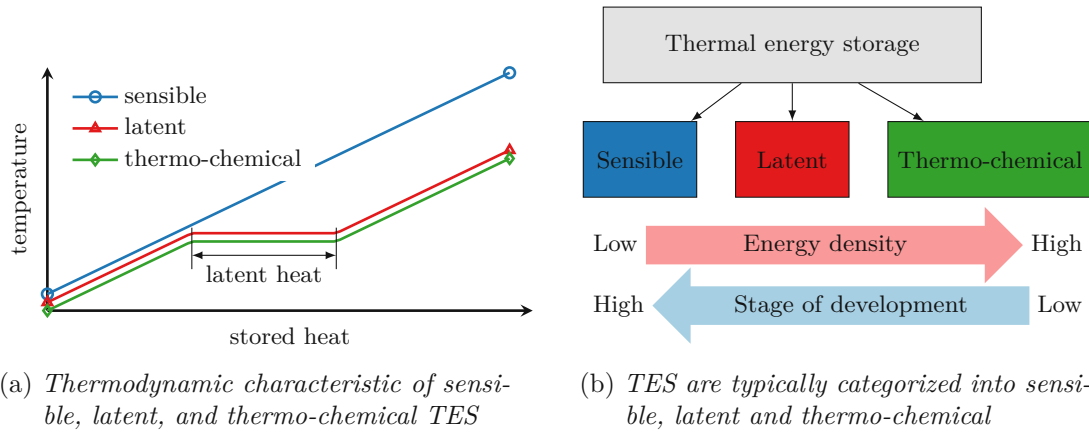 temperature
sensible
latent
thermo-chemical
latent heat
stored heat
(a) Thermodynamic characteristic of sensi-
ble, latent, and thermo-chemical TES
Thermal energy storage
Sensible
Latent
Thermo-chemical
Low Energy density High
High Stage of development Low
(b) TES are typically categorized into sensi-
ble, latent and thermo-chemical